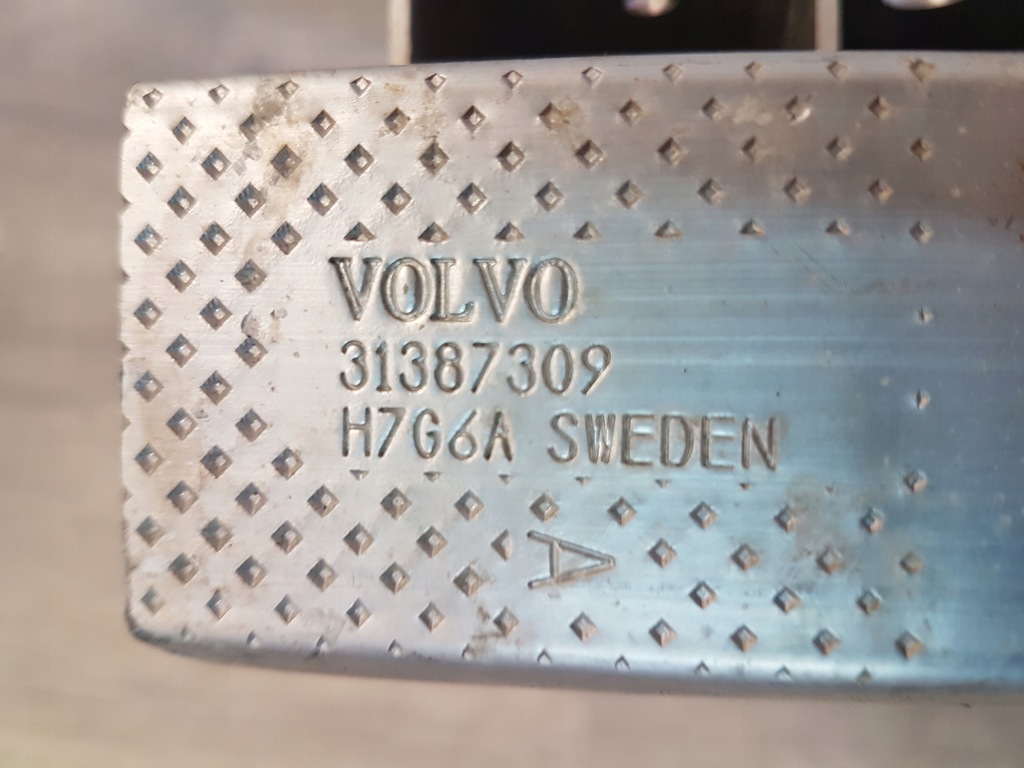 VOLVO
31387309
H7G6A SWEDEN
A